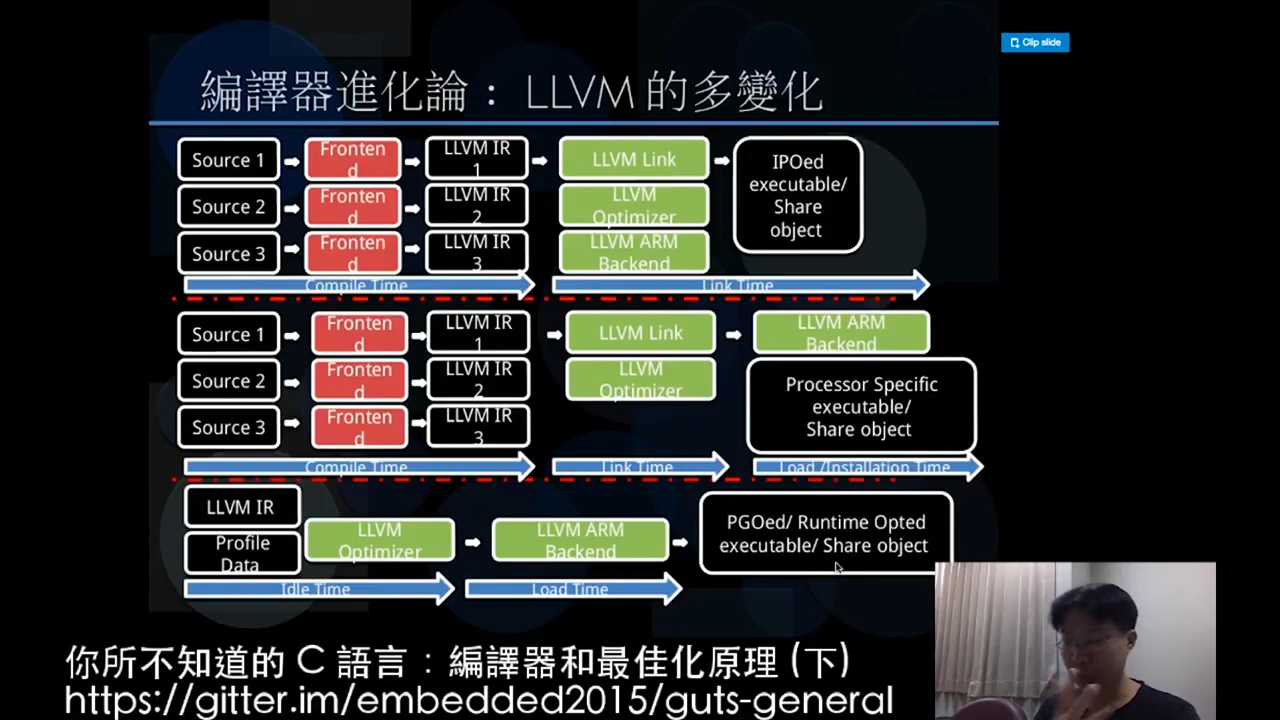 Clip slide
編譯器進化論： LLVM 的多變化
Source 1
Fronten
d
LLVM IR
1
LLVM Link
IPOed
executable/
Share
object
Source 2
Fronten
d
LLVM IR
2
LLVM
Optimizer
Source 3
Fronten
d
LLVM IR
3
LLVM ARM
Backend
Compile Time
Link Time
Source 1
Fronten
d
LLVM IR
1
LLVM Link
LLVM ARM
Backend
Source 2
Fronten
d
LLVM IR
2
LLVM
Optimizer
Processor Specific
executable/
Share object
Source 3
Fronten
d
LLVM IR
3
Compile Time
Link Time
Load /Installation Time
LLVM IR
Profile
Data
LLVM
Optimizer
LLVM ARM
Backend
PGOed/ Runtime Opted
executable/ Share object
Idle Time
Load Time
你所不知道的 C 語言：編譯器和最佳化原理 (下)
https://gitter.im/embedded2015/guts-general